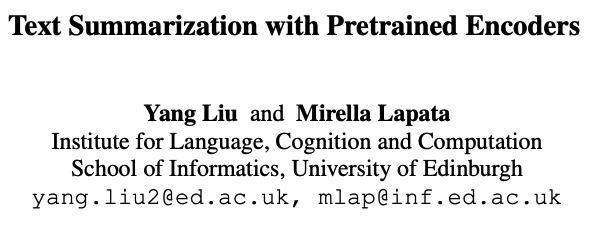 Text Summarization with Pretrained Encoders
Yang Liu and Mirella Lapata
Institute for Language, Cognition and Computation
School of Informatics, University of Edinburgh
yang.liu2@ed.ac.uk, mlap@inf.ed.ac.uk